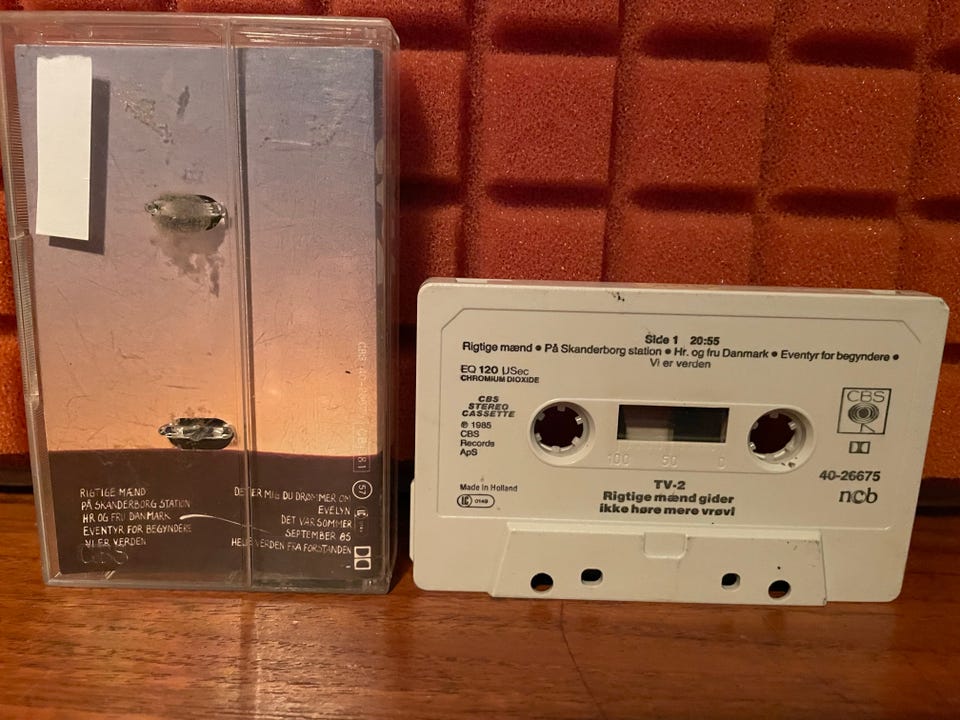 RIGTIGE MÆND
PÅ SKANDERBORG STATION
HR OG FRU DANMARK
EVENTYR FOR BEGYNDERE
VI ER VERDEN
DET ER MIG DU DRØMMER OM
EVELYN
DET VAR SOMMER
SEPTEMBER 85
HELE VERDEN FRA FORSTANDEN
57
Side 1 20:55
Rigtige mænd • På Skanderborg station • Hr. og fru Danmark • Eventyr for begyndere •
Vi er verden
EQ 120 µSec
CHROMIUM DIOXIDE
CBS
STEREO
CASSETTE
℗ 1985
CBS
Records
ApS
Made in Holland
0149
100 50 0
CBS
40-26675
ncb
TV-2
Rigtige mænd gider
ikke høre mere vrøvl